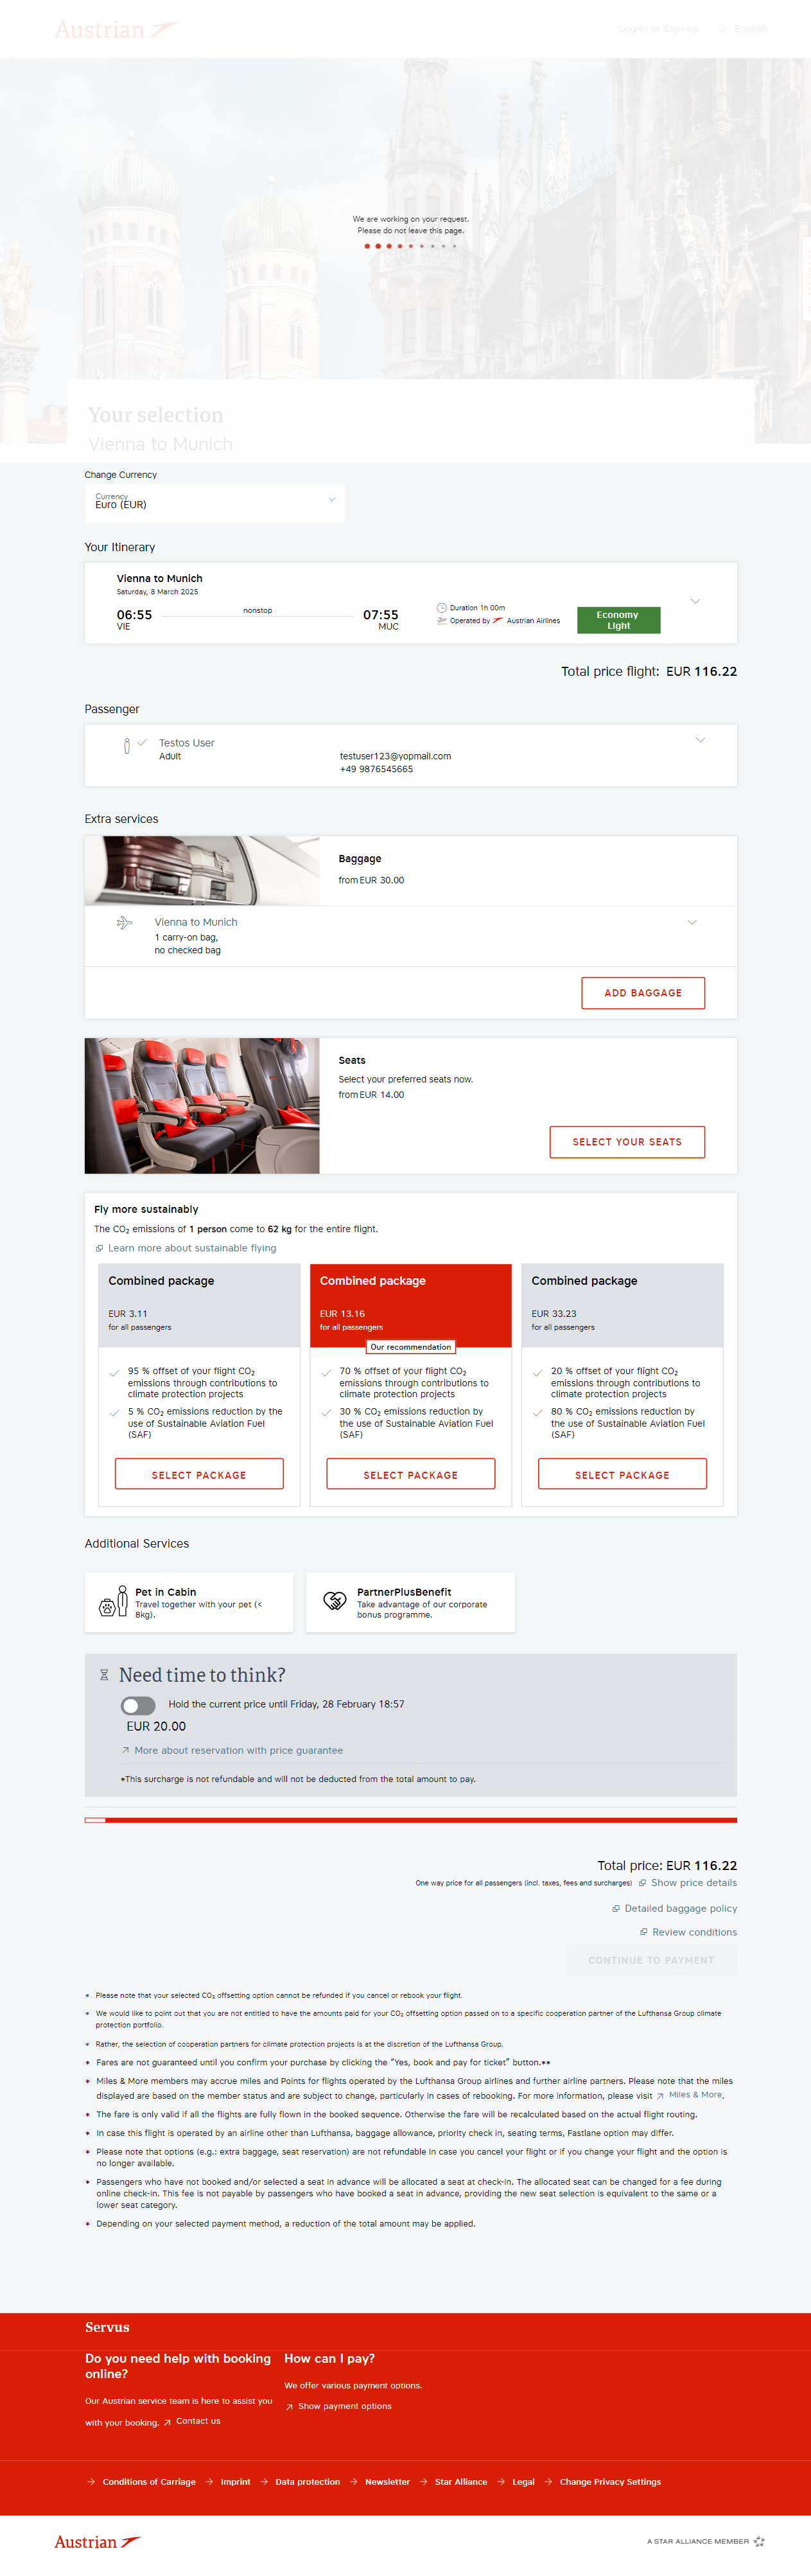 Austrian
Log-in or Sign-up
English
We are working on your request.
Please do not leave this page.
Your selection
Vienna to Munich
Change Currency
Currency
Euro (EUR)
Your Itinerary
Vienna to Munich
Saturday, 8 March 2025
06:55 nonstop 07:55
VIE MUC
Duration 1h 00m
Operated by Austrian Airlines
Economy
Light
Total price flight: EUR 116.22
Passenger
Testos User
Adult
testuser123@yopmail.com
+49 9876545665
Extra services
Baggage
from EUR 30.00
Vienna to Munich
1 carry-on bag,
no checked bag
ADD BAGGAGE
Seats
Select your preferred seats now.
from EUR 14.00
SELECT YOUR SEATS
Fly more sustainably
The CO₂ emissions of 1 person come to 62 kg for the entire flight.
Learn more about sustainable flying
Combined package
EUR 3.11
for all passengers
95 % offset of your flight CO₂
emissions through contributions to
climate protection projects
5 % CO₂ emissions reduction by the
use of Sustainable Aviation Fuel
(SAF)
SELECT PACKAGE
Combined package
EUR 13.16
for all passengers
Our recommendation
70 % offset of your flight CO₂
emissions through contributions to
climate protection projects
30 % CO₂ emissions reduction by
the use of Sustainable Aviation Fuel
(SAF)
SELECT PACKAGE
Combined package
EUR 33.23
for all passengers
20 % offset of your flight CO₂
emissions through contributions to
climate protection projects
80 % CO₂ emissions reduction by
the use of Sustainable Aviation Fuel
(SAF)
SELECT PACKAGE
Additional Services
Pet in Cabin
Travel together with your pet (<
8kg).
PartnerPlusBenefit
Take advantage of our corporate
bonus programme.
Need time to think?
Hold the current price until Friday, 28 February 18:57
EUR 20.00
More about reservation with price guarantee
*This surcharge is not refundable and will not be deducted from the total amount to pay.
Total price: EUR 116.22
One way price for all passengers (incl. taxes, fees and surcharges) Show price details
Detailed baggage policy
Review conditions
CONTINUE TO PAYMENT
* Please note that your selected CO₂ offsetting option cannot be refunded if you cancel or rebook your flight.
* We would like to point out that you are not entitled to have the amounts paid for your CO₂ offsetting option passed on to a specific cooperation partner of the Lufthansa Group climate
protection portfolio.
* Rather, the selection of cooperation partners for climate protection projects is at the discretion of the Lufthansa Group.
* Fares are not guaranteed until you confirm your purchase by clicking the "Yes, book and pay for ticket" button.**
* Miles & More members may accrue miles and Points for flights operated by the Lufthansa Group airlines and further airline partners. Please note that the miles
displayed are based on the member status and are subject to change, particularly in cases of rebooking. For more information, please visit Miles & More.
* The fare is only valid if all the flights are fully flown in the booked sequence. Otherwise the fare will be recalculated based on the actual flight routing.
* In case this flight is operated by an airline other than Lufthansa, baggage allowance, priority check in, seating terms, Fastlane option may differ.
* Please note that options (e.g.: extra baggage, seat reservation) are not refundable in case you cancel your flight or if you change your flight and the option is
no longer available.
* Passengers who have not booked and/or selected a seat in advance will be allocated a seat at check-in. The allocated seat can be changed for a fee during
online check-in. This fee is not payable by passengers who have booked a seat in advance, providing the new seat selection is equivalent to the same or a
lower seat category.
* Depending on your selected payment method, a reduction of the total amount may be applied.
Servus
Do you need help with booking
online?
Our Austrian service team is here to assist you
with your booking. Contact us
How can I pay?
We offer various payment options.
Show payment options
Conditions of Carriage Imprint Data protection Newsletter Star Alliance Legal Change Privacy Settings
Austrian
A STAR ALLIANCE MEMBER